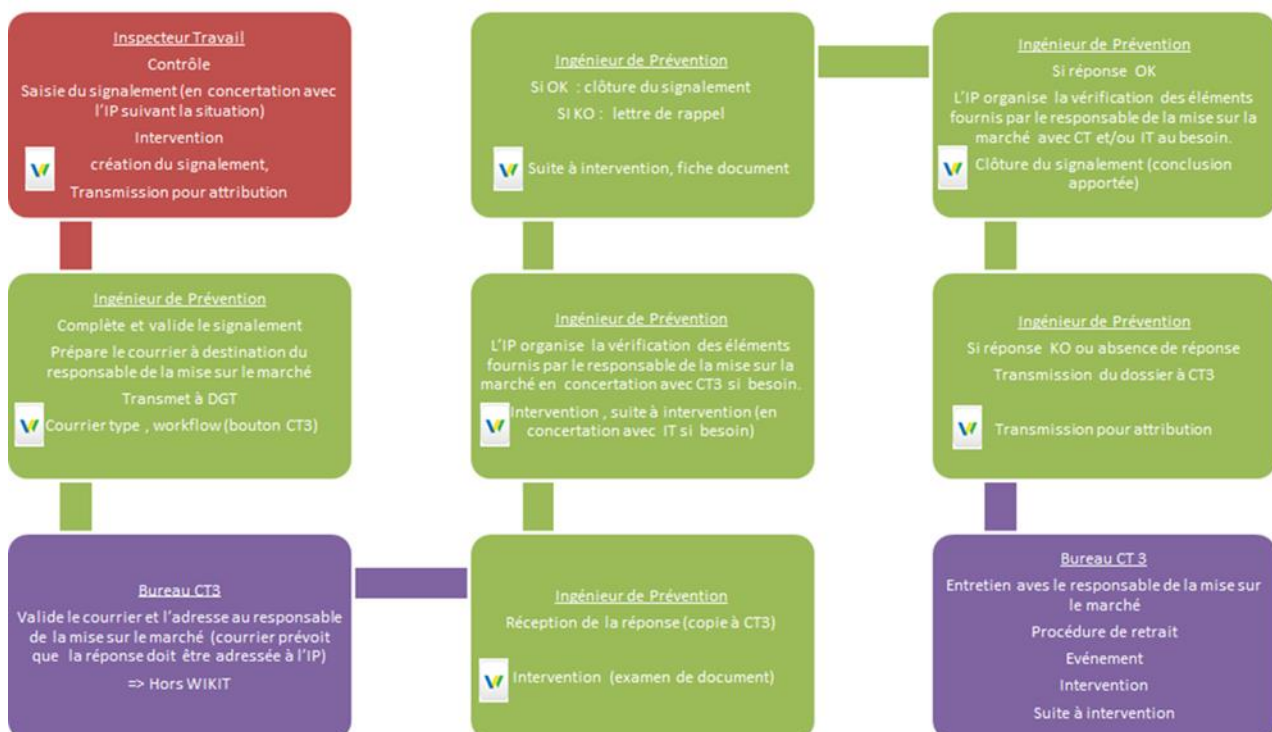 Inspecteur Travail
Contrôle
Saisie du signalement (en concertation avec
l'IP suivant la situation)
Intervention
création du signalement,
Transmission pour attribution
Ingénieur de Prévention
Complète et valide le signalement
Prépare le courrier à destination du
responsable de la mise sur le marché
Transmet à DGT
Courrier type , workflow (bouton CT3)
Bureau CT3
Valide le courrier et l'adresse au responsable
de la mise sur le marché (courrier prévoit
que la réponse doit être adressée à l'IP)
=> Hors WIKIT
Ingénieur de Prévention
Réception de la réponse (copie à CT3)
Intervention (examen de document)
Ingénieur de Prévention
L'IP organise la vérification des éléments
fournis par le responsable de la mise sur la
marché en concertation avec CT3 si besoin.
Intervention , suite à intervention (en
concertation avec IT si besoin)
Ingénieur de Prévention
Si OK : clôture du signalement
SI KO : lettre de rappel
Suite à intervention, fiche document
Ingénieur de Prévention
Si réponse OK
L'IP organise la vérification des éléments
fournis par le responsable de la mise sur la
marché avec CT et/ou IT au besoin.
Clôture du signalement (conclusion
apportée)
Ingénieur de Prévention
Si réponse KO ou absence de réponse
Transmission du dossier à CT3
Transmission pour attribution
Bureau CT 3
Entretien aves le responsable de la mise sur
le marché
Procédure de retrait
Evénement
Intervention
Suite à intervention